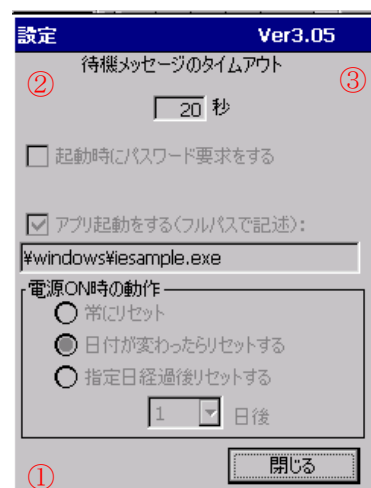 設定 Ver3.05
待機メッセージのタイムアウト
② ③
20 秒
起動時にパスワード要求をする
アプリ起動をする(フルパスで記述):
¥windows¥iesample.exe
電源ON時の動作
常にリセット
日付が変わったらリセットする
指定日経過後リセットする
1 日後
閉じる
①